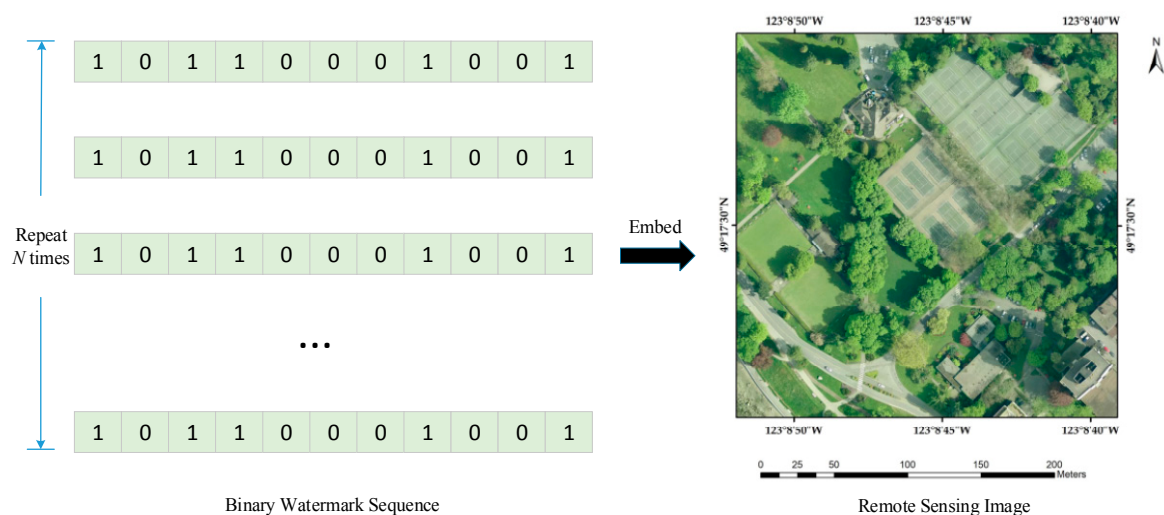 1 0 1 1 0 0 0 1 0 0 1
1 0 1 1 0 0 0 1 0 0 1
Repeat
N times
1 0 1 1 0 0 0 1 0 0 1
...
1 0 1 1 0 0 0 1 0 0 1
Binary Watermark Sequence
Embed
123°8'50"W 123°8'45"W 123°8'40"W
N
49°17'30"N
49°17'30"N
123°8'50"W 123°8'45"W 123°8'40"W
0 25 50 100 150 200
Meters
Remote Sensing Image